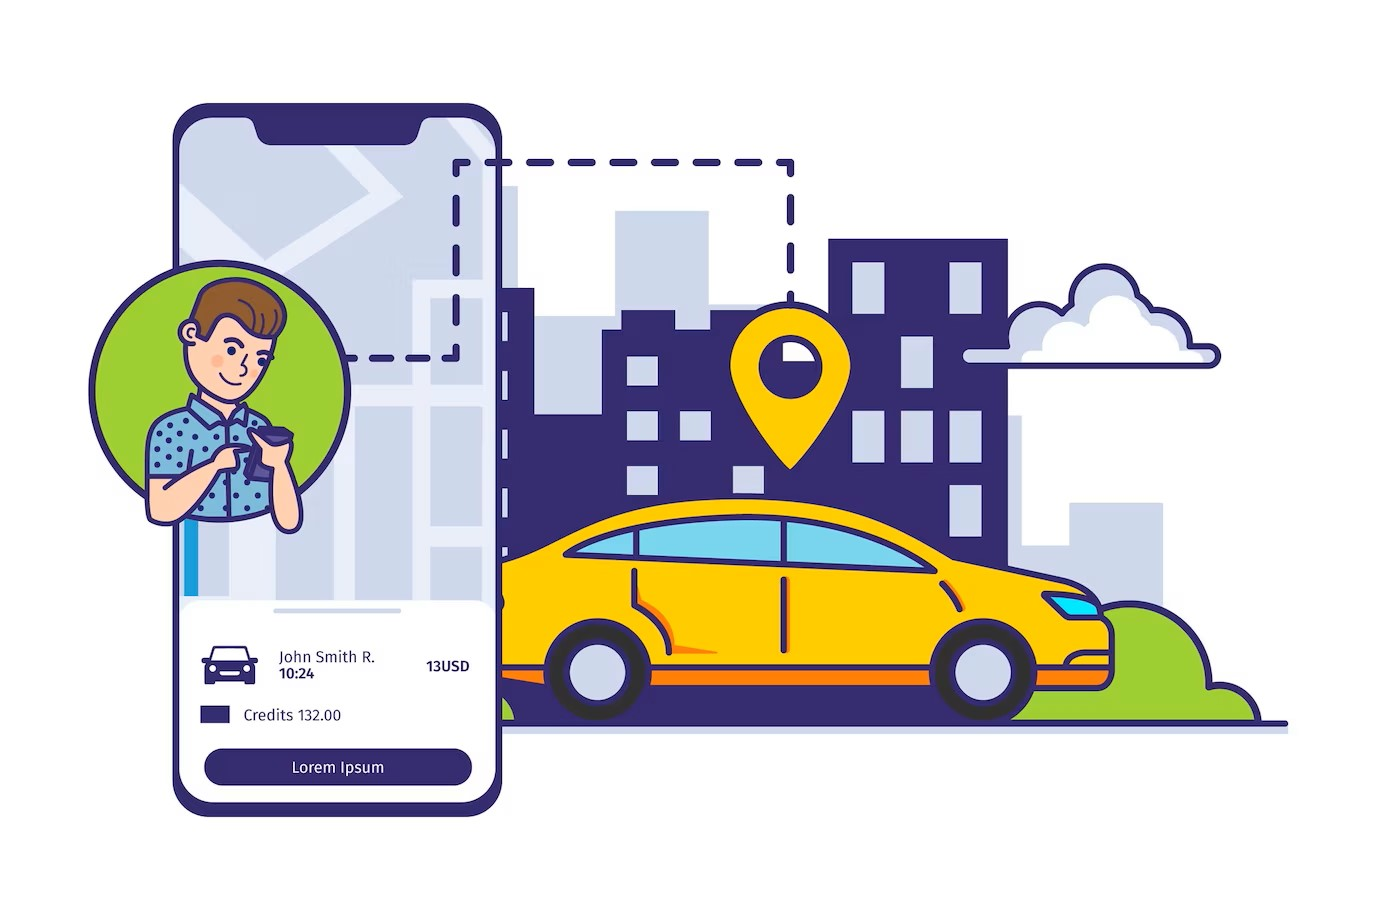 John Smith R.
10:24
13USD
Credits 132.00
Lorem Ipsum